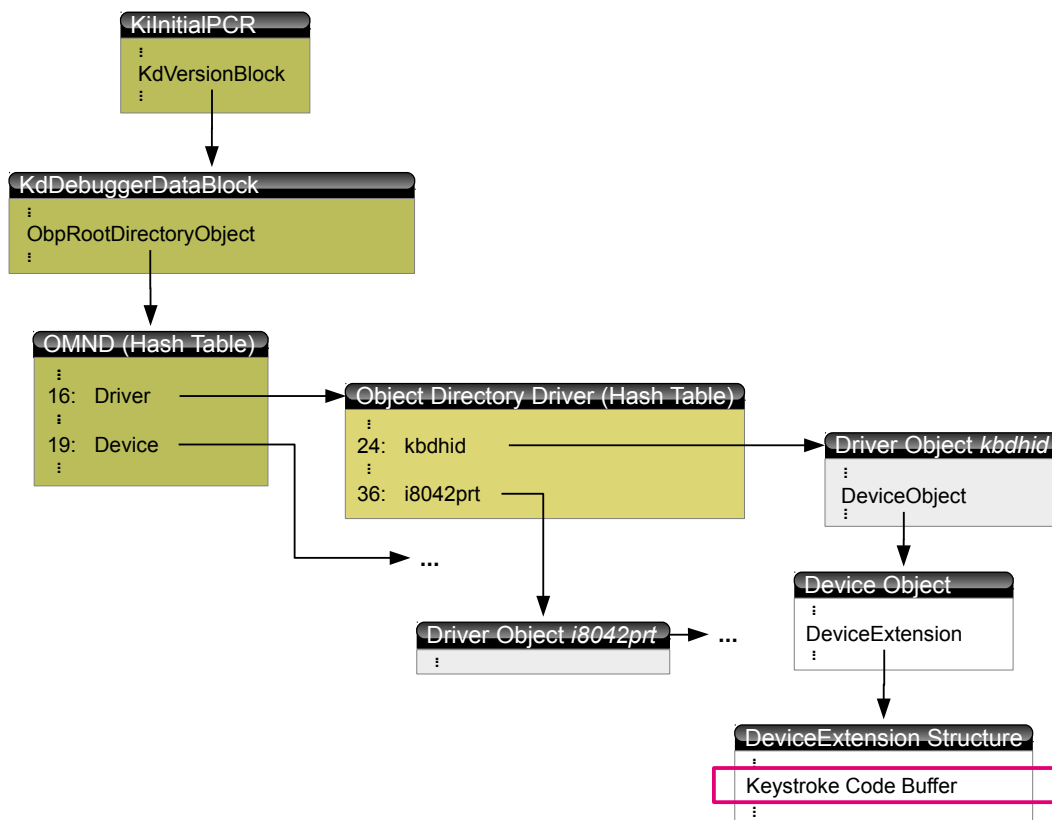 KiInitialPCR
⋮
KdVersionBlock
⋮
KdDebuggerDataBlock
⋮
ObpRootDirectoryObject
⋮
OMND (Hash Table)
⋮
16: Driver
⋮
19: Device
⋮
Object Directory Driver (Hash Table)
⋮
24: kbdhid
⋮
36: i8042prt
...
Driver Object kbdhid
⋮
DeviceObject
⋮
Device Object
⋮
DeviceExtension
⋮
Driver Object i8042prt
⋮
...
DeviceExtension Structure
⋮
Keystroke Code Buffer
⋮